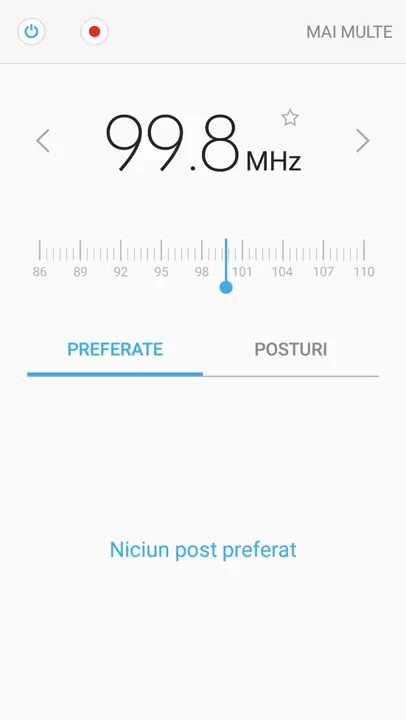 MAI MULTE
99.8 MHz
86 89 92 95 98 101 104 107 110
PREFERATE POSTURI
Niciun post preferat